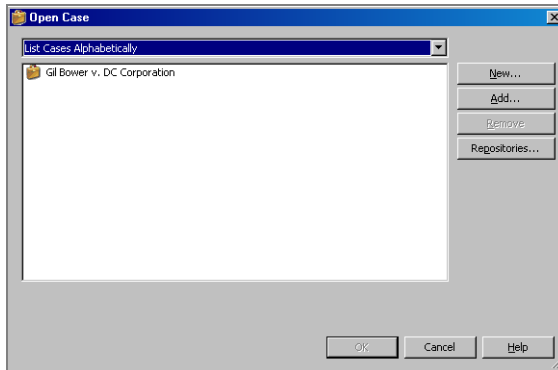 Open Case
List Cases Alphabetically
Gil Bower v. DC Corporation
New...
Add...
Remove
Repositories...
OK
Cancel
Help